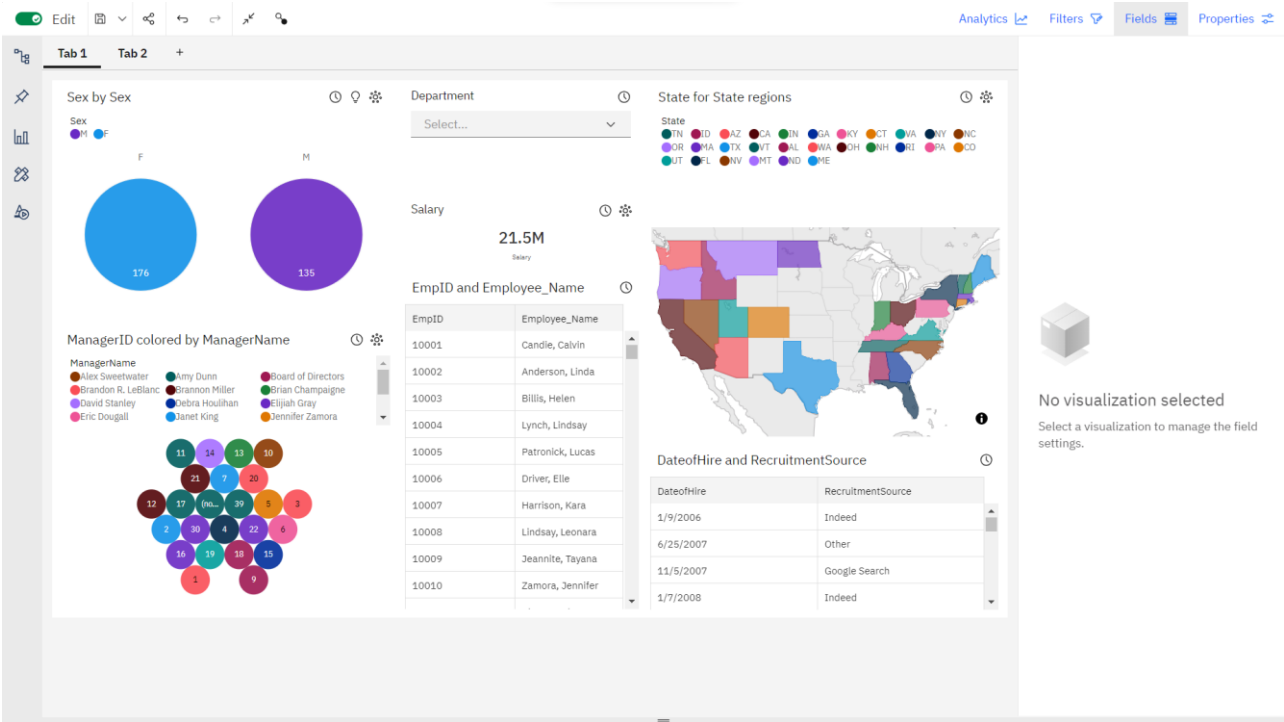 Edit
Analytics
Filters
Fields
Properties
Tab 1
Tab 2
+
Sex by Sex
Sex
M F
F M
176 135
ManagerID colored by ManagerName
ManagerName
Alex Sweetwater Amy Dunn Board of Directors
Brandon R. LeBlanc Brannon Miller Brian Champaigne
David Stanley Debra Houlihan Elijiah Gray
Eric Dougall Janet King Jennifer Zamora
11 14 13 10
21 7 20
12 17 (no... 39 5 3
2 30 4 22 6
16 19 18 15
1 9
Department
Select...
Salary
21.5M
Salary
EmpID and Employee_Name
EmpID Employee_Name
10001 Candie, Calvin
10002 Anderson, Linda
10003 Billis, Helen
10004 Lynch, Lindsay
10005 Patronick, Lucas
10006 Driver, Elle
10007 Harrison, Kara
10008 Lindsay, Leonara
10009 Jeannite, Tayana
10010 Zamora, Jennifer
State for State regions
State
TN ID AZ CA IN GA KY CT VA NY NC
OR MA TX VT AL WA OH NH RI PA CO
UT FL NV MT ND ME
DateofHire and RecruitmentSource
DateofHire RecruitmentSource
1/9/2006 Indeed
6/25/2007 Other
11/5/2007 Google Search
1/7/2008 Indeed
No visualization selected
Select a visualization to manage the field
settings.